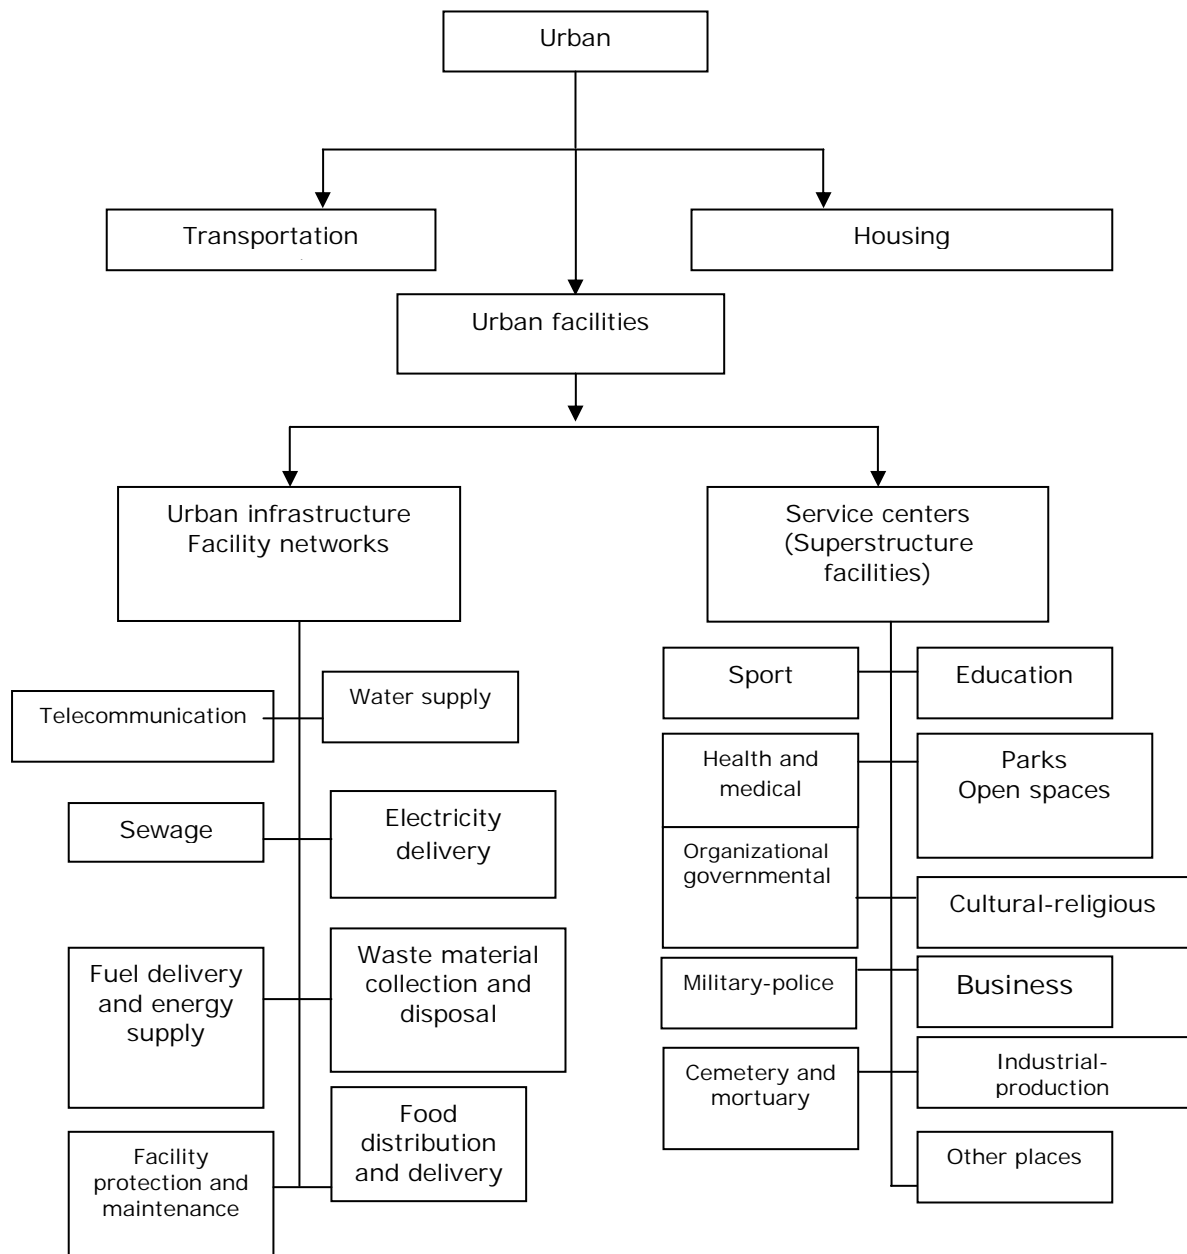 Urban
Transportation
Housing
Urban facilities
Urban infrastructure
Facility networks
Service centers
(Superstructure
facilities)
Telecommunication
Water supply
Sewage
Electricity
delivery
Fuel delivery
and energy
supply
Waste material
collection and
disposal
Facility
protection and
maintenance
Food
distribution
and delivery
Sport
Education
Health and
medical
Parks
Open spaces
Organizational
governmental
Cultural-religious
Military-police
Business
Cemetery and
mortuary
Industrial-
production
Other places